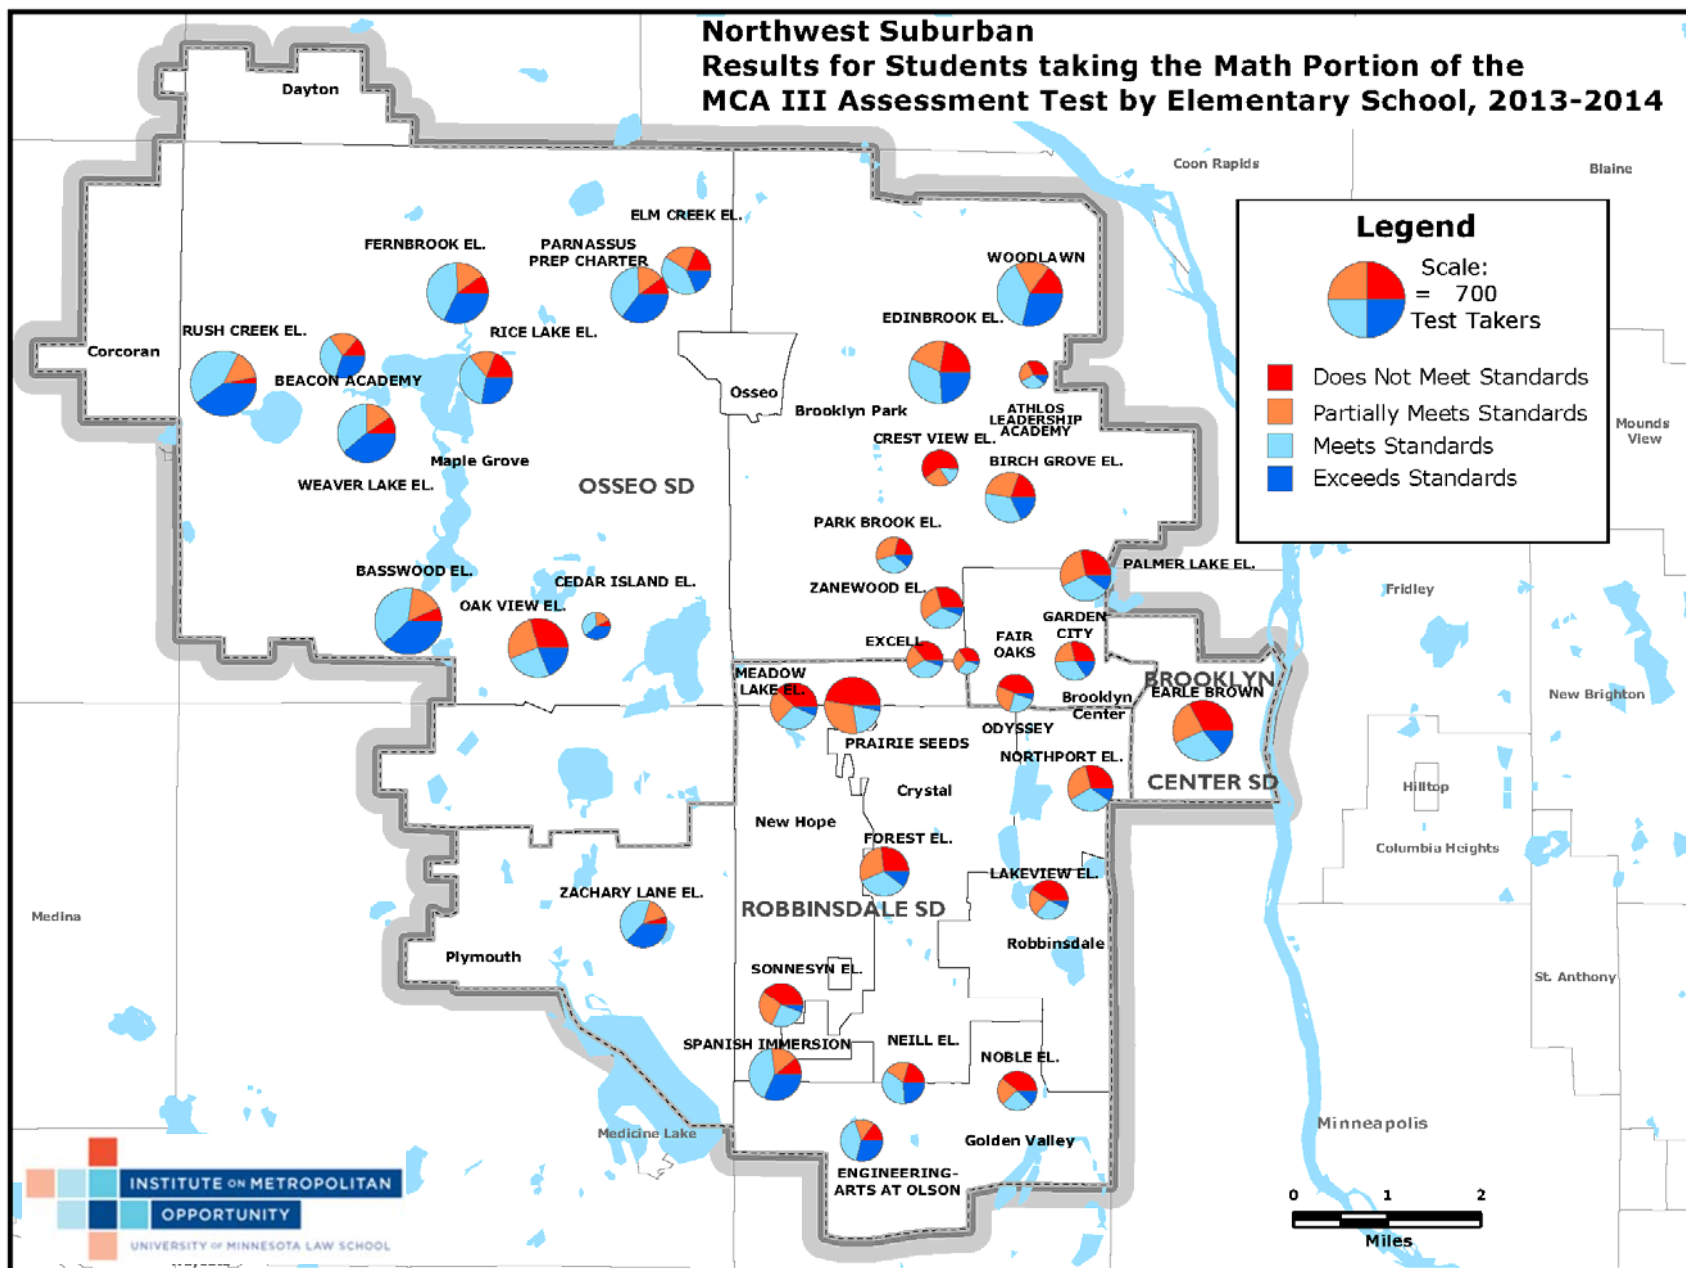 Northwest Suburban
Results for Students taking the Math Portion of the
MCA III Assessment Test by Elementary School, 2013-2014
Dayton
Coon Rapids
Blaine
ELM CREEK EL.
FERNBROOK EL.
PARNASSUS
PREP CHARTER
WOODLAWN
Legend
Scale:
= 700
Test Takers
Does Not Meet Standards
Partially Meets Standards
Meets Standards
Exceeds Standards
EDINBROOK EL.
RUSH CREEK EL.
RICE LAKE EL.
Corcoran
BEACON ACADEMY
Osseo
Brooklyn Park
ATHLOS
LEADERSHIP
ACADEMY
Mounds
View
CREST VIEW EL.
Maple Grove
BIRCH GROVE EL.
WEAVER LAKE EL.
OSSEO SD
PARK BROOK EL.
BASSWOOD EL.
CEDAR ISLAND EL.
PALMER LAKE EL.
ZANEWOOD EL.
Fridley
OAK VIEW EL.
GARDEN
CITY
EXCELL
FAIR
OAKS
MEADOW
LAKE EL.
BROOKLYN
EARLE BROWN
New Brighton
Brooklyn
Center
ODYSSEY
PRAIRIE SEEDS
NORTHPORT EL.
CENTER SD
Crystal
Hilltop
New Hope
FOREST EL.
Columbia Heights
LAKEVIEW EL.
ZACHARY LANE EL.
ROBBINSDALE SD
Medina
Robbinsdale
Plymouth
SONNESYN EL.
St. Anthony
SPANISH IMMERSION
NEILL EL.
NOBLE EL.
Minneapolis
Medicine Lake
Golden Valley
ENGINEERING-
ARTS AT OLSON
INSTITUTE ON METROPOLITAN
OPPORTUNITY
UNIVERSITY OF MINNESOTA LAW SCHOOL
0 1 2
Miles